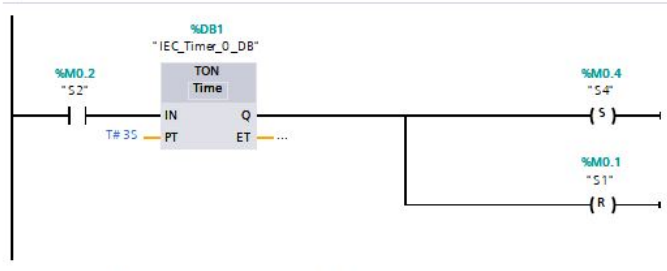 %DB1
"IEC_Timer_0_DB"
%M0.2
"S2"
TON
Time
IN
Q
T#3S
PT
ET
...
%M0.4
"S4"
S
%M0.1
"S1"
R